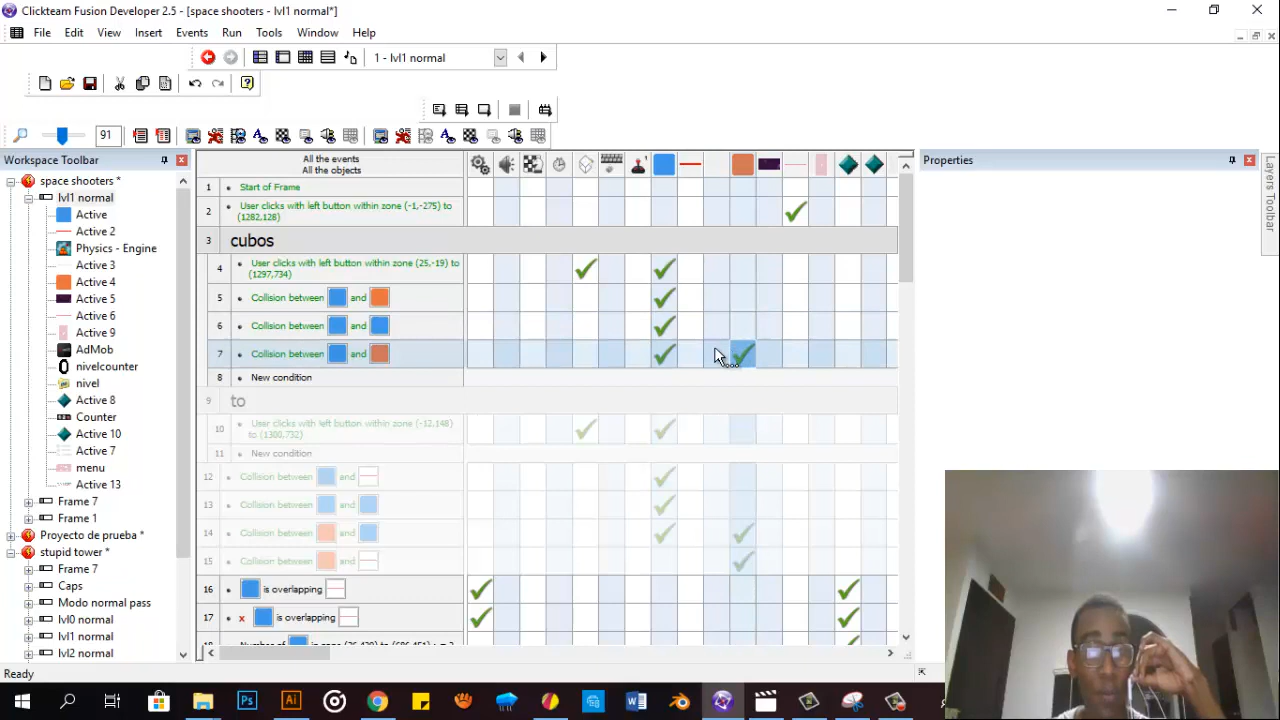 Clickteam Fusion Developer 2.5 - [space shooters - lvl1 normal*]
File Edit View Insert Events Run Tools Window Help
1 - lvl1 normal
91
Workspace Toolbar
space shooters *
lvl1 normal
Active
Active 2
Physics - Engine
Active 3
Active 4
Active 5
Active 6
Active 9
AdMob
nivelcounter
nivel
Active 8
Counter
Active 10
Active 7
menu
Active 13
Frame 7
Frame 1
Proyecto de prueba *
stupid tower *
Frame 7
Caps
Modo normal pass
lvl0 normal
lvl1 normal
lvl2 normal
All the events
All the objects
1 Start of Frame
2 User clicks with left button within zone (-1,-275) to
(1282,128)
3 cubos
4 User clicks with left button within zone (25,-19) to
(1297,734)
5 Collision between and
6 Collision between and
7 Collision between and
8 New condition
9 to
10 User clicks with left button within zone (-12,148)
to (1300,732)
11 New condition
12 Collision between and
13 Collision between and
14 Collision between and
15 Collision between and
16 is overlapping
17 x is overlapping
Properties
Layers Toolbar
Ready